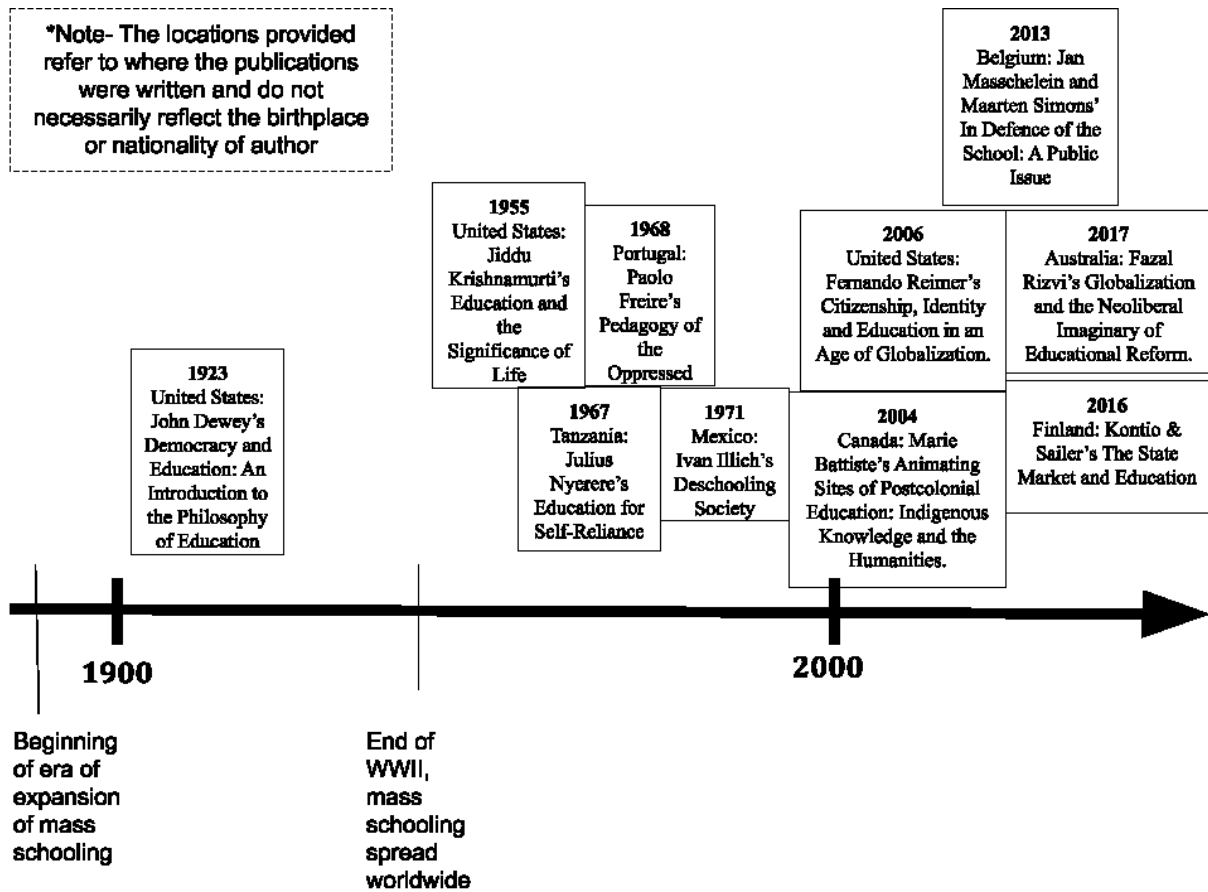 *Note- The locations provided
refer to where the publications
were written and do not
necessarily reflect the birthplace
or nationality of author
2013
Belgium: Jan
Masschelein and
Maarten Simons'
In Defence of the
School: A Public
Issue
1955
United States:
Jiddu
Krishnamurti's
Education and
the
Significance of
Life
1968
Portugal:
Paolo
Freire's
Pedagogy of
the
Oppressed
2006
United States:
Fernando Reimer's
Citizenship, Identity
and Education in an
Age of Globalization.
2017
Australia: Fazal
Rizvi's Globalization
and the Neoliberal
Imaginary of
Educational Reform.
1923
United States:
John Dewey's
Democracy and
Education: An
Introduction to
the Philosophy
of Education
1967
Tanzania:
Julius
Nyerere's
Education for
Self-Reliance
1971
Mexico:
Ivan Illich's
Deschooling
Society
2004
Canada: Marie
Battiste's Animating
Sites of Postcolonial
Education: Indigenous
Knowledge and the
Humanities.
2016
Finland: Kontio &
Sailer's The State
Market and Education
1900
2000
Beginning
of era of
expansion
of mass
schooling
End of
WWII,
mass
schooling
spread
worldwide